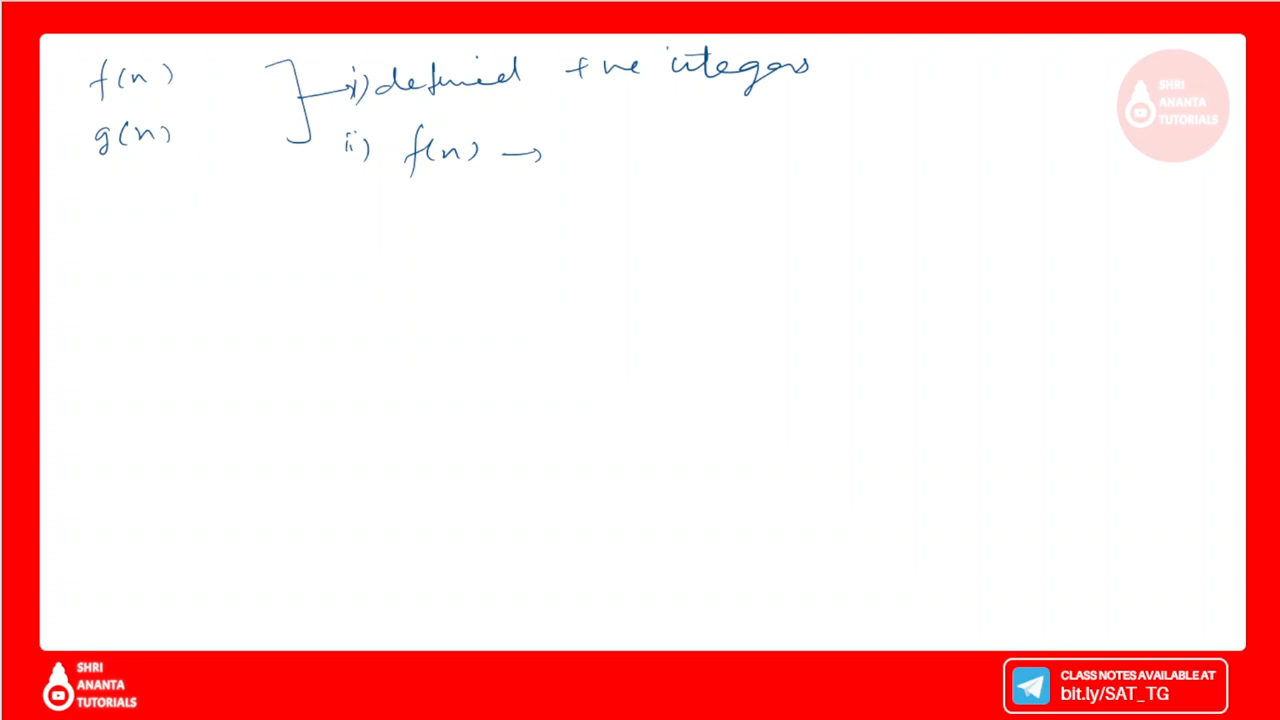 f(n)
g(n)
i) defined +ve integers
ii) f(n) →
SHRI
ANANTA
TUTORIALS
SHRI
ANANTA
TUTORIALS
CLASS NOTES AVAILABLE AT
bit.ly/SAT_TG